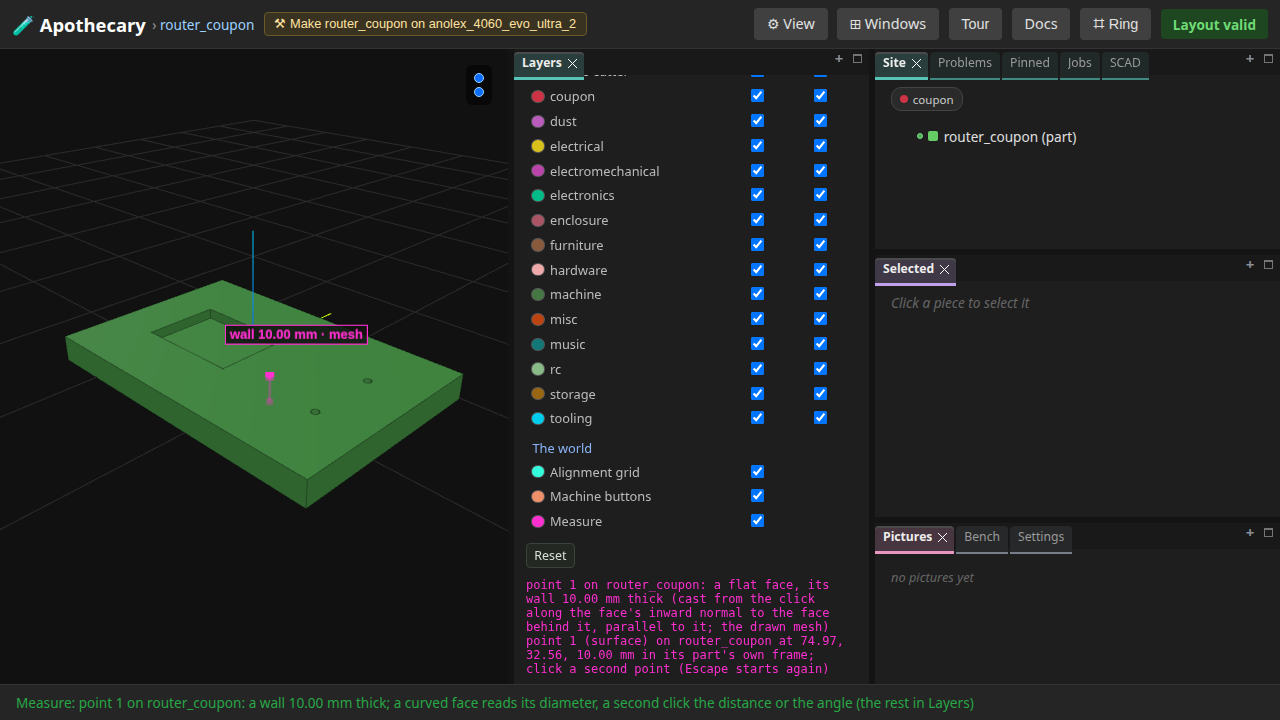 Apothecary › router_coupon
⚒ Make router_coupon on anolex_4060_evo_ultra_2
View
Windows
Tour
Docs
Ring
Layout valid
Layers
coupon
dust
electrical
electromechanical
electronics
enclosure
furniture
hardware
machine
misc
music
rc
storage
tooling
The world
Alignment grid
Machine buttons
Measure
Reset
point 1 on router_coupon: a flat face, its
wall 10.00 mm thick (cast from the click
along the face's inward normal to the face
behind it, parallel to it; the drawn mesh)
point 1 (surface) on router_coupon at 74.97,
32.56, 10.00 mm in its part's own frame;
click a second point (Escape starts again)
wall 10.00 mm · mesh
Site
Problems
Pinned
Jobs
SCAD
coupon
router_coupon (part)
Selected
Click a piece to select it
Pictures
Bench
Settings
no pictures yet
Measure: point 1 on router_coupon: a wall 10.00 mm thick; a curved face reads its diameter, a second click the distance or the angle (the rest in Layers)